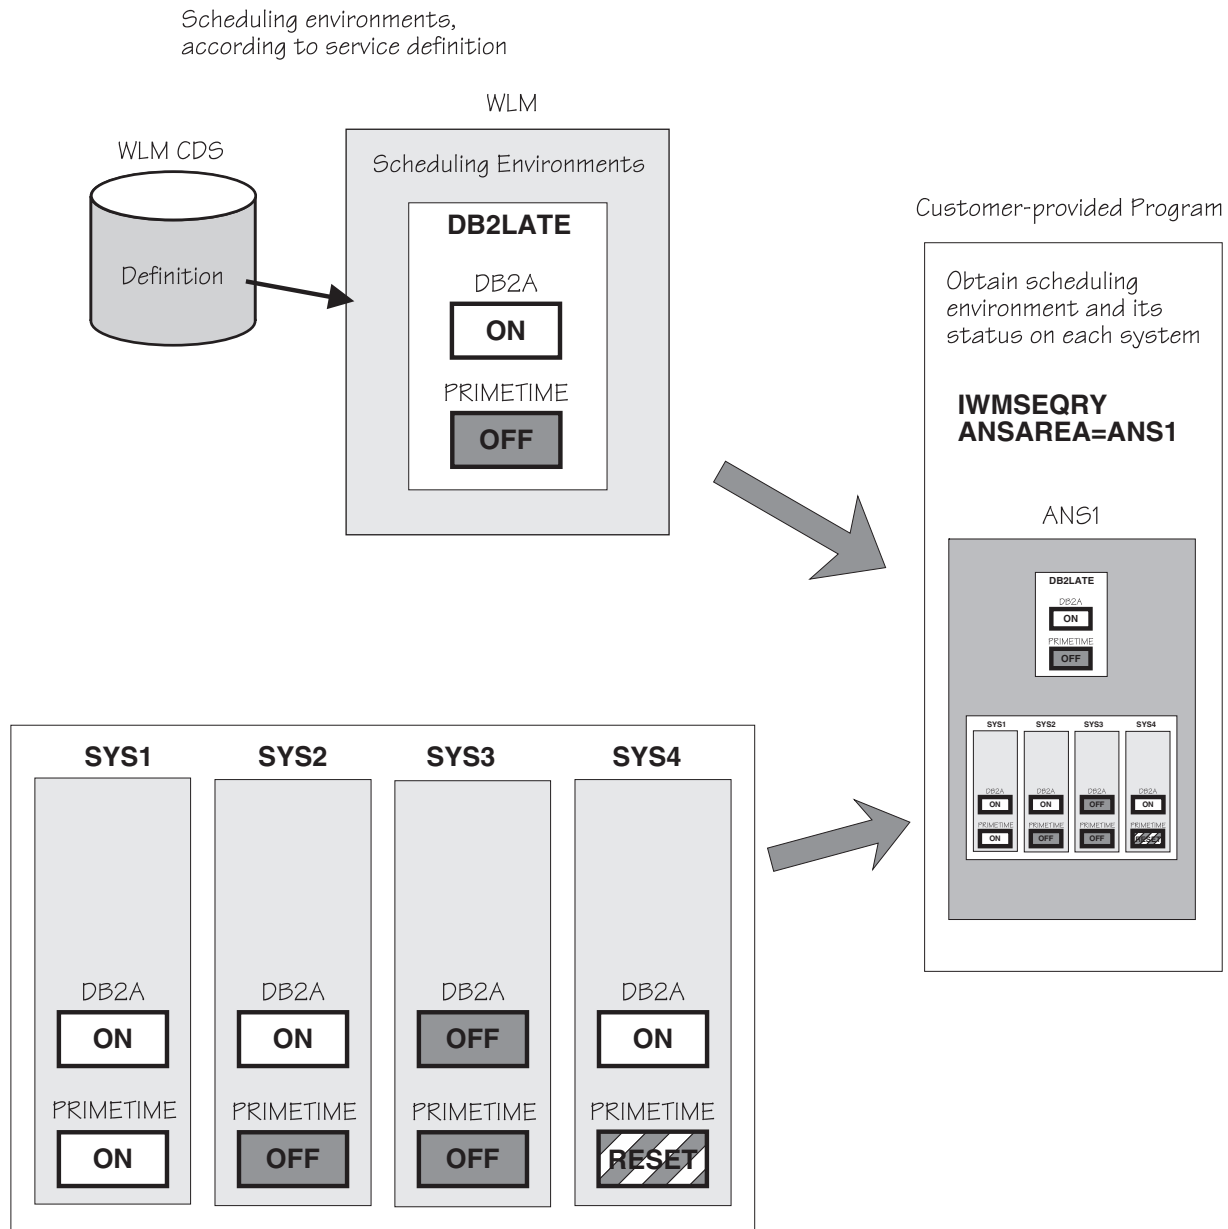 Scheduling environments,
according to service definition
WLM
WLM CDS
Definition
Scheduling Environments
DB2LATE
DB2A
ON
PRIMETIME
OFF
Customer-provided Program
Obtain scheduling
environment and its
status on each system
IWMSEQRY
ANSAREA=ANS1
ANS1
DB2LATE
DB2A
ON
PRIMETIME
OFF
SYS1 SYS2 SYS3 SYS4
DB2A DB2A DB2A DB2A
ON ON OFF ON
PRIMETIME PRIMETIME PRIMETIME PRIMETIME
ON OFF OFF RESET
SYS1 SYS2 SYS3 SYS4
DB2A DB2A DB2A DB2A
ON ON OFF ON
PRIMETIME PRIMETIME PRIMETIME PRIMETIME
ON OFF OFF RESET